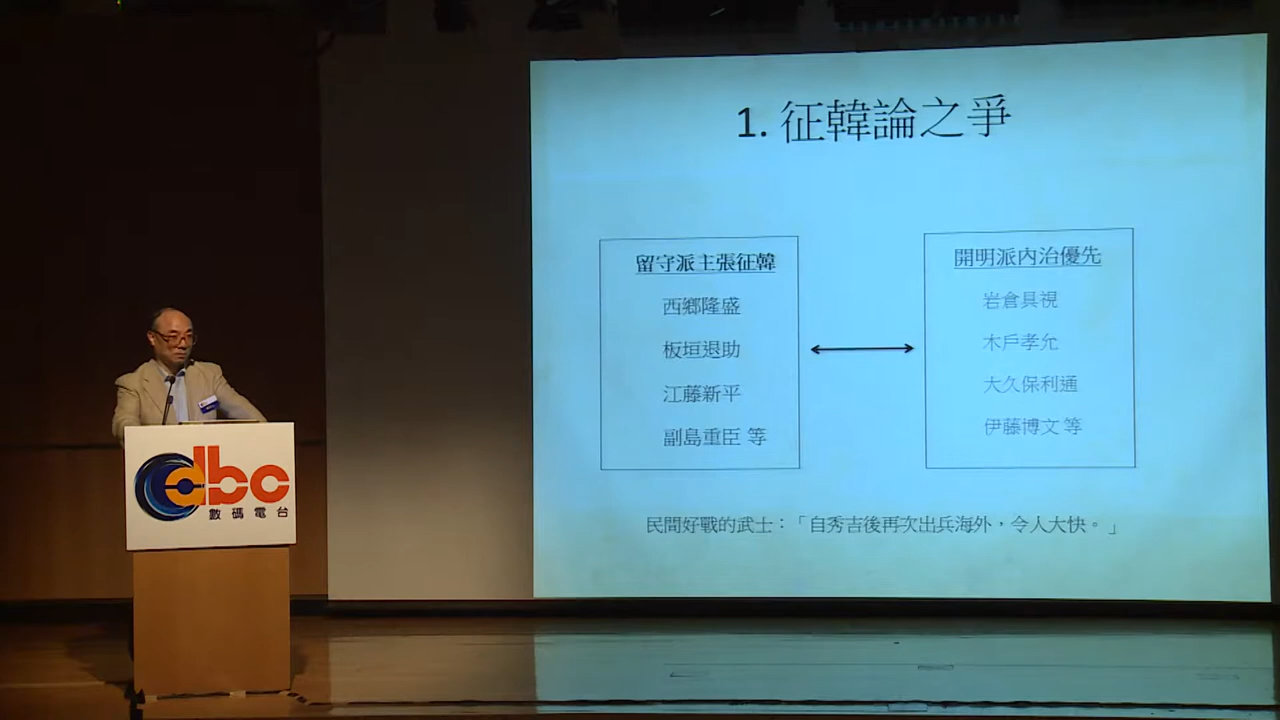 1. 征韓論之爭
留守派主張征韓
西鄉隆盛
板垣退助
江藤新平
副島重臣 等
開明派內治優先
岩倉具視
木戶孝允
大久保利通
伊藤博文 等
民間好戰的武士：「自秀吉後再次出兵海外，令人大快。」
dbc
數碼電台